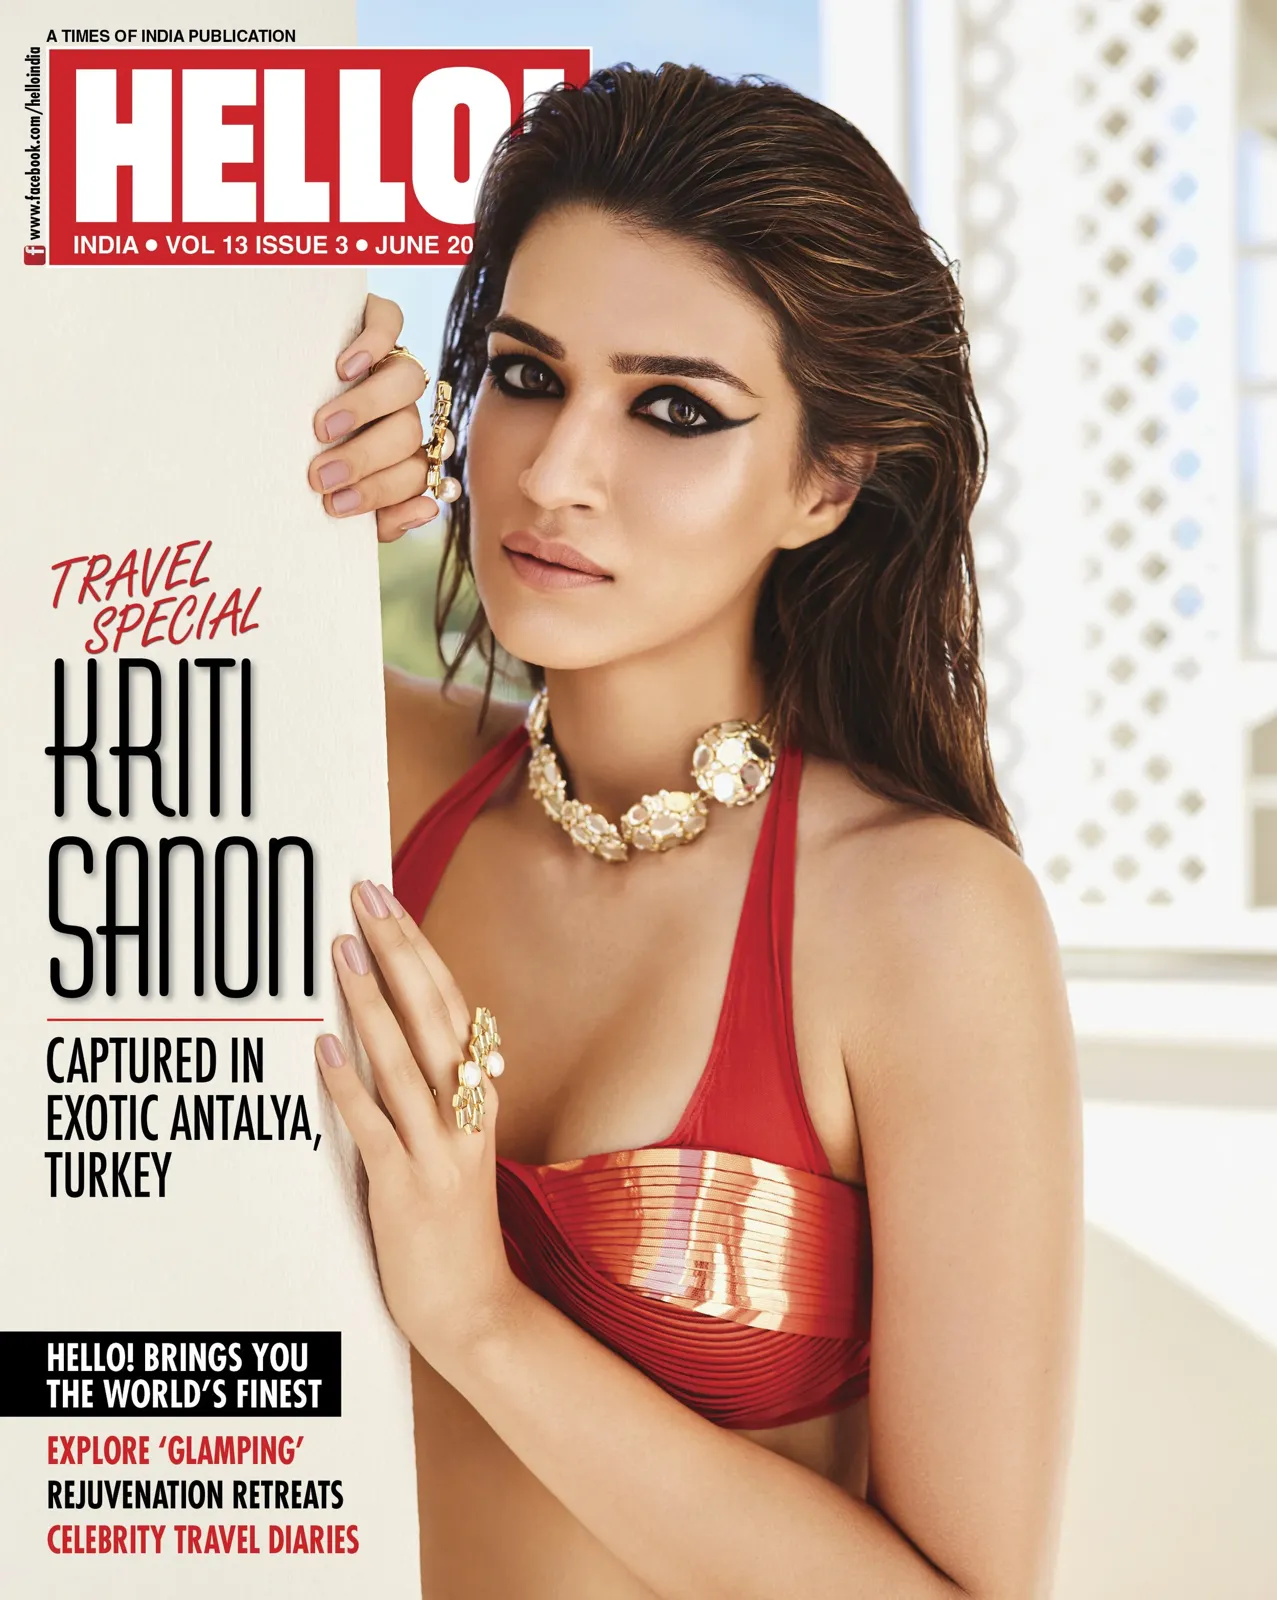 A TIMES OF INDIA PUBLICATION
www.facebook.com/helloindia
HELLO!
INDIA • VOL 13 ISSUE 3 • JUNE 20
TRAVEL
SPECIAL
KRITI
SANON
CAPTURED IN
EXOTIC ANTALYA,
TURKEY
HELLO! BRINGS YOU
THE WORLD'S FINEST
EXPLORE 'GLAMPING'
REJUVENATION RETREATS
CELEBRITY TRAVEL DIARIES